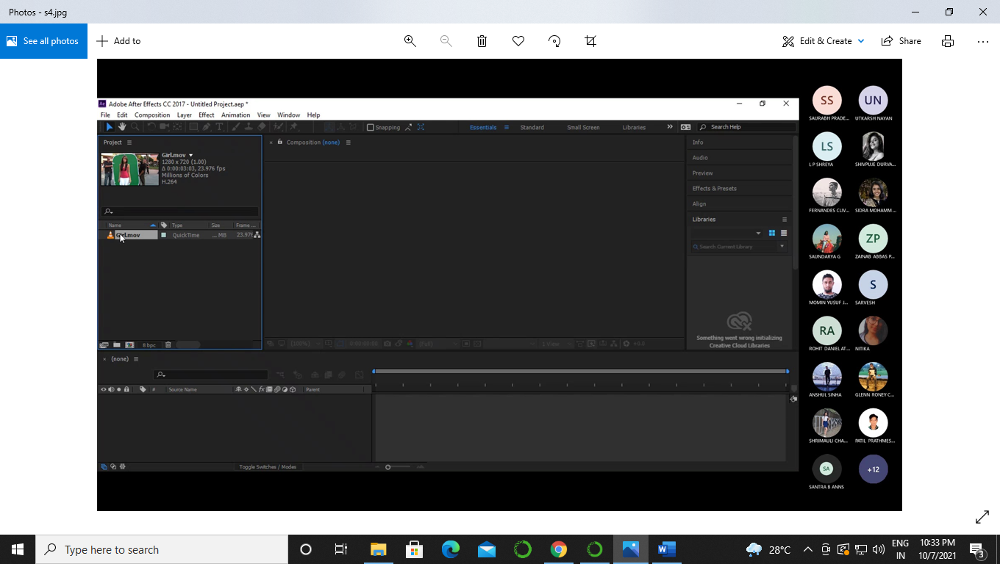 Photos - s4.jpg
See all photos
Add to
Edit & Create
Share
Ae Adobe After Effects CC 2017 - Untitled Project.aep *
File Edit Composition Layer Effect Animation View Window Help
Snapping
Essentials Standard Small Screen Libraries
Search Help
Project
Composition (none)
Girl.mov
1280 x 720 (1.00)
Δ 0:00:03:03, 23.976 fps
Millions of Colors
H.264
Name Type Size Frame ...
Girl.mov QuickTime ... MB 23.976
8 bpc
(100%) 0:00:00:00 (Full) 1 View +0.0
Info
Audio
Preview
Effects & Presets
Align
Libraries
Search Current Library
Something went wrong initializing
Creative Cloud Libraries
(none)
# Source Name fx Parent
Toggle Switches / Modes
SS
SAURABH PRADE...
UN
UTKARSH NAYAN
LS
L P SHREYA
SHIVPUJE DURVA...
FERNANDES CLIV...
SIDRA MOHAMM...
SAUNDARYA G
ZP
ZAINAB ABBAS P...
MOMIN YUSUF J...
S
SARVESH
RA
ROHIT DANIEL AT...
NITIKA
ANSHUL SINHA
GLENN RONEY C...
SHRIMAULI CHA...
PATIL PRATHMES...
SA
SANTRA B ANNS
+12
Type here to search
28°C
ENG
IN
10:33 PM
10/7/2021
3